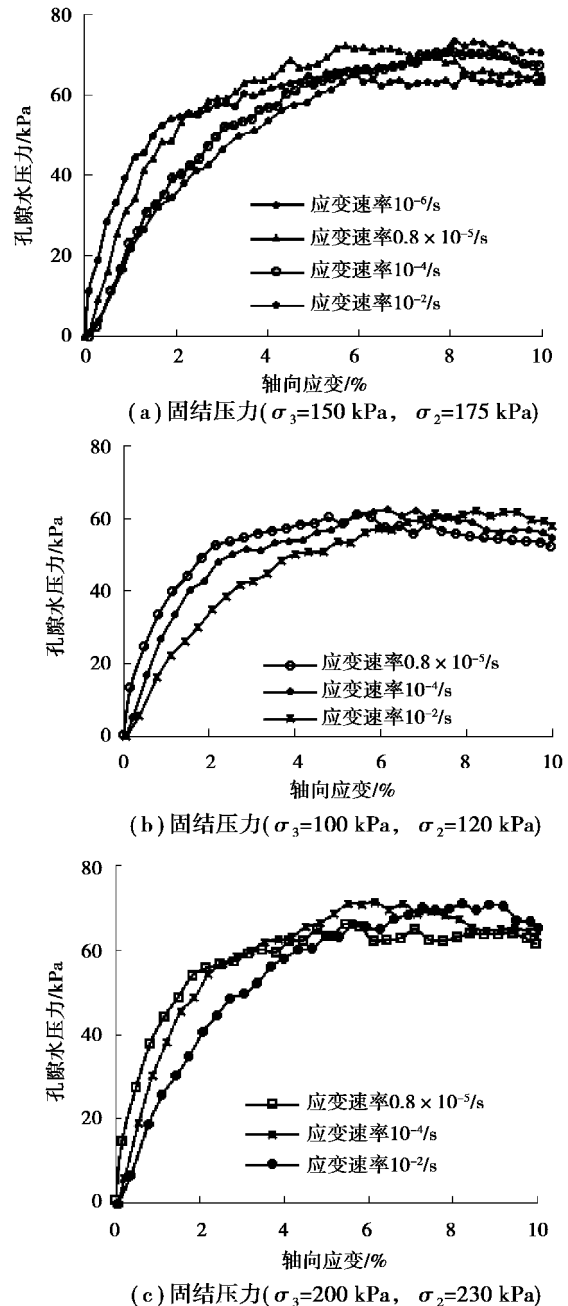 80
60
40
20
0
孔隙水压力/kPa
应变速率10⁻⁶/s
应变速率0.8×10⁻⁵/s
应变速率10⁻⁴/s
应变速率10⁻²/s
0 2 4 6 8 10
轴向应变/%
(a)固结压力(σ₃=150 kPa, σ₂=175 kPa)
80
60
40
20
0
孔隙水压力/kPa
应变速率0.8×10⁻⁵/s
应变速率10⁻⁴/s
应变速率10⁻²/s
0 2 4 6 8 10
轴向应变/%
(b)固结压力(σ₃=100 kPa, σ₂=120 kPa)
80
60
40
20
0
孔隙水压力/kPa
应变速率0.8×10⁻⁵/s
应变速率10⁻⁴/s
应变速率10⁻²/s
0 2 4 6 8 10
轴向应变/%
(c)固结压力(σ₃=200 kPa, σ₂=230 kPa)